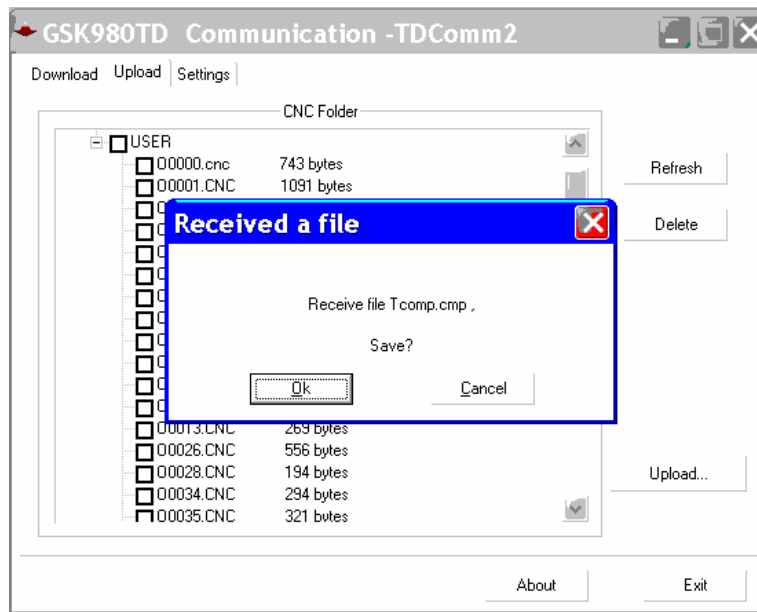 GSK980TD Communication -TDComm2
Download Upload Settings
CNC Folder
USER
O0000.cnc 743 bytes
O0001.CNC 1091 bytes
Refresh
Delete
Received a file
Receive file Tcomp.cmp ,
Save?
Ok Cancel
O0013.CNC 269 bytes
O0026.CNC 556 bytes
O0028.CNC 194 bytes
O0034.CNC 294 bytes
O0035.CNC 321 bytes
Upload...
About Exit